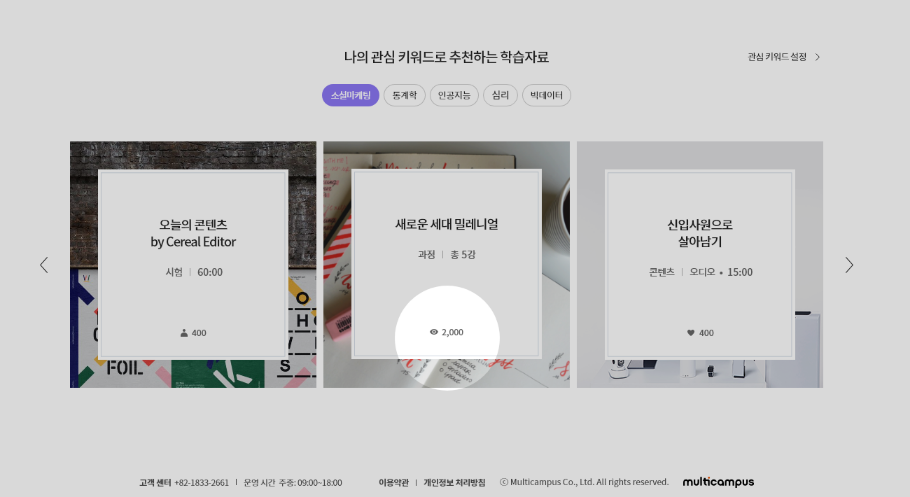 나의 관심 키워드로 추천하는 학습자료
관심 키워드 설정
소셜마케팅 통계학 인공지능 심리 빅데이터
오늘의 콘텐츠
by Cereal Editor
시험 | 60:00
400
새로운 세대 밀레니얼
과정 | 총 5강
2,000
신입사원으로
살아남기
콘텐츠 | 오디오 • 15:00
400
FOIL
고객 센터 +82-1833-2661 | 운영 시간 주중: 09:00~18:00
이용약관 | 개인정보 처리방침
ⓒ Multicampus Co., Ltd. All rights reserved.
multicampus